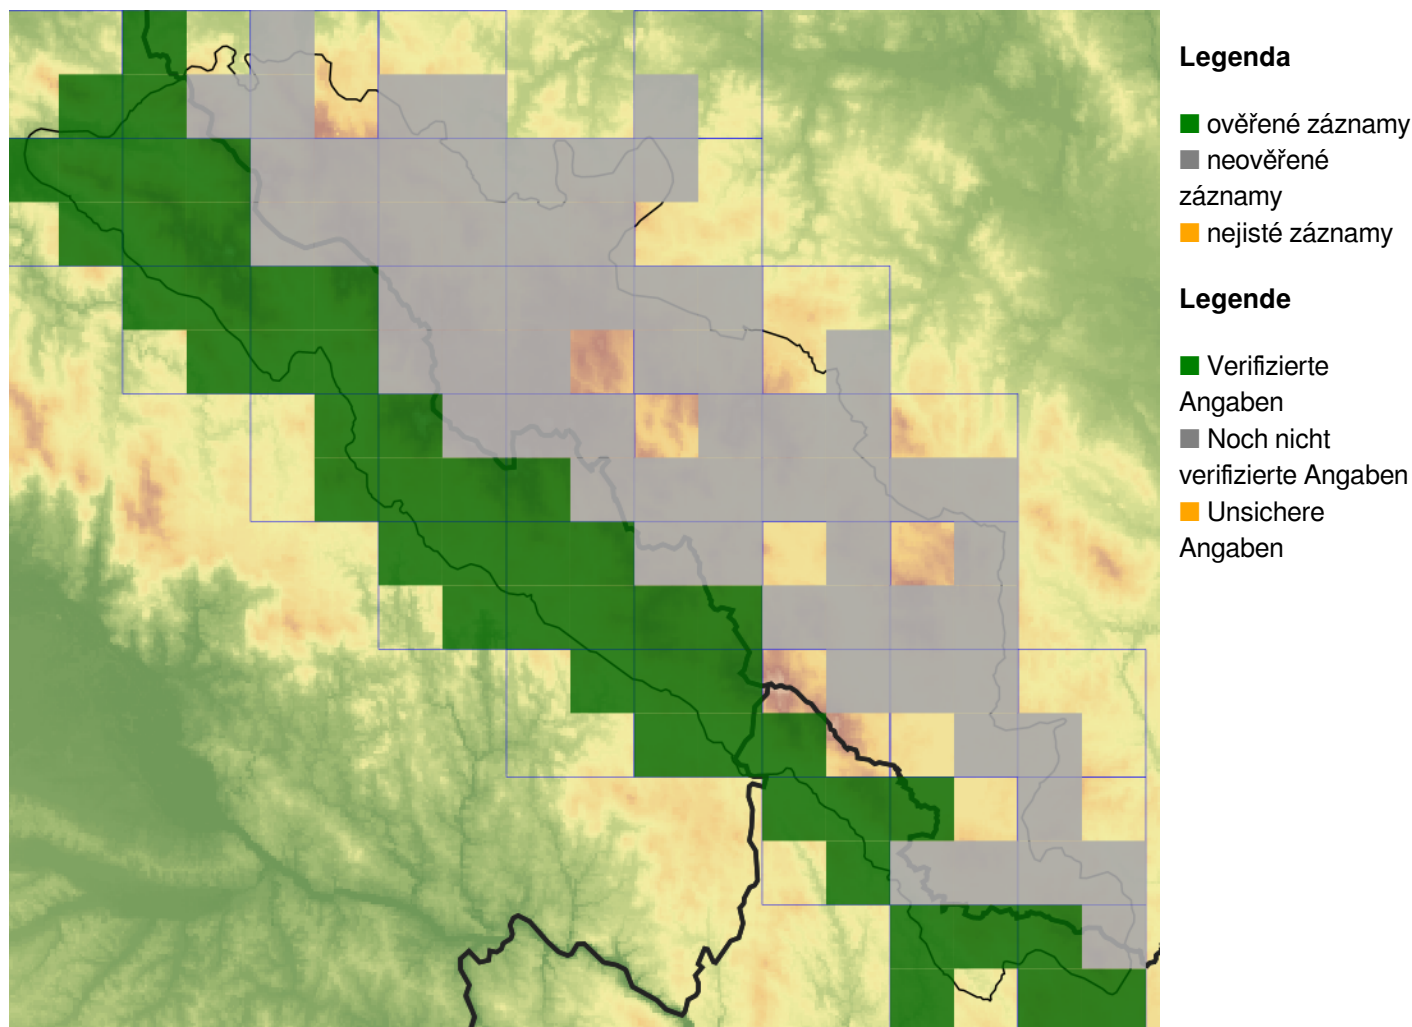 Legenda
ověřené záznamy
neověřené
záznamy
nejisté záznamy
Legende
Verifizierte
Angaben
Noch nicht
verifizierte Angaben
Unsichere
Angaben